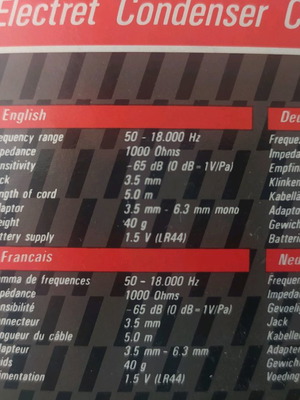 Electret Condenser C
English
equency range 50 - 18.000 Hz
pedance 1000 Ohms
nsitivity -65 dB (0 dB=1V/Pa)
ck 3.5 mm
ngth of cord 5.0 m
aptor 3.5 mm - 6.3 mm mono
eight 40 g
ttery supply 1.5 V (LR44)
Francais
mma de frequences 50 - 18.000 Hz
pédance 1000 Ohms
nsibilité -65 dB (0 dB=1V/Pa)
nnecteur 3.5 mm
ngueur du câble 5.0 m
apteur 3.5 mm - 6.3 mm
ids 40 g
imentation 1.5 V (LR44)
Deu
Freque
Impeda
Empfin
Klinken
Kabellä
Adapto
Gewich
Batteri
Ned
Frequen
Impeda
Gevoelig
Jack
Kabelle
Adapte
Gewich
Voeding